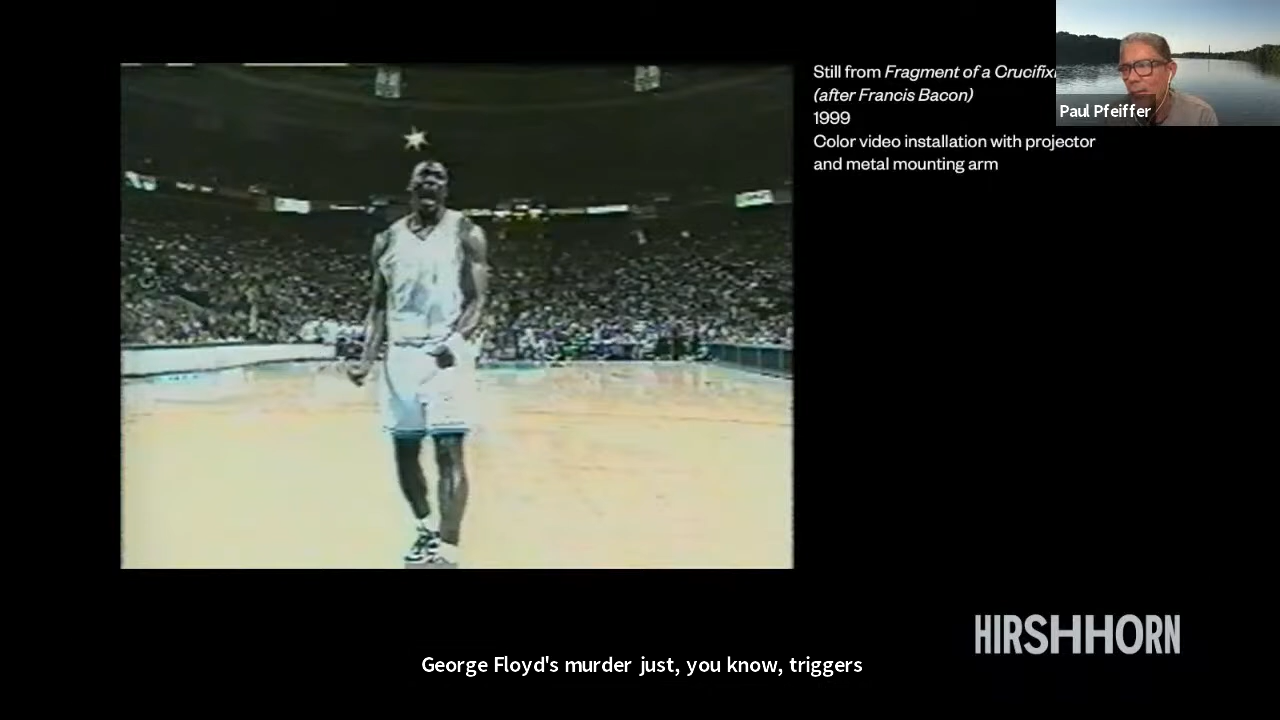 Still from Fragment of a Crucifixi
(after Francis Bacon)
1999
Color video installation with projector
and metal mounting arm
Paul Pfeiffer
HIRSHHORN
George Floyd's murder just, you know, triggers